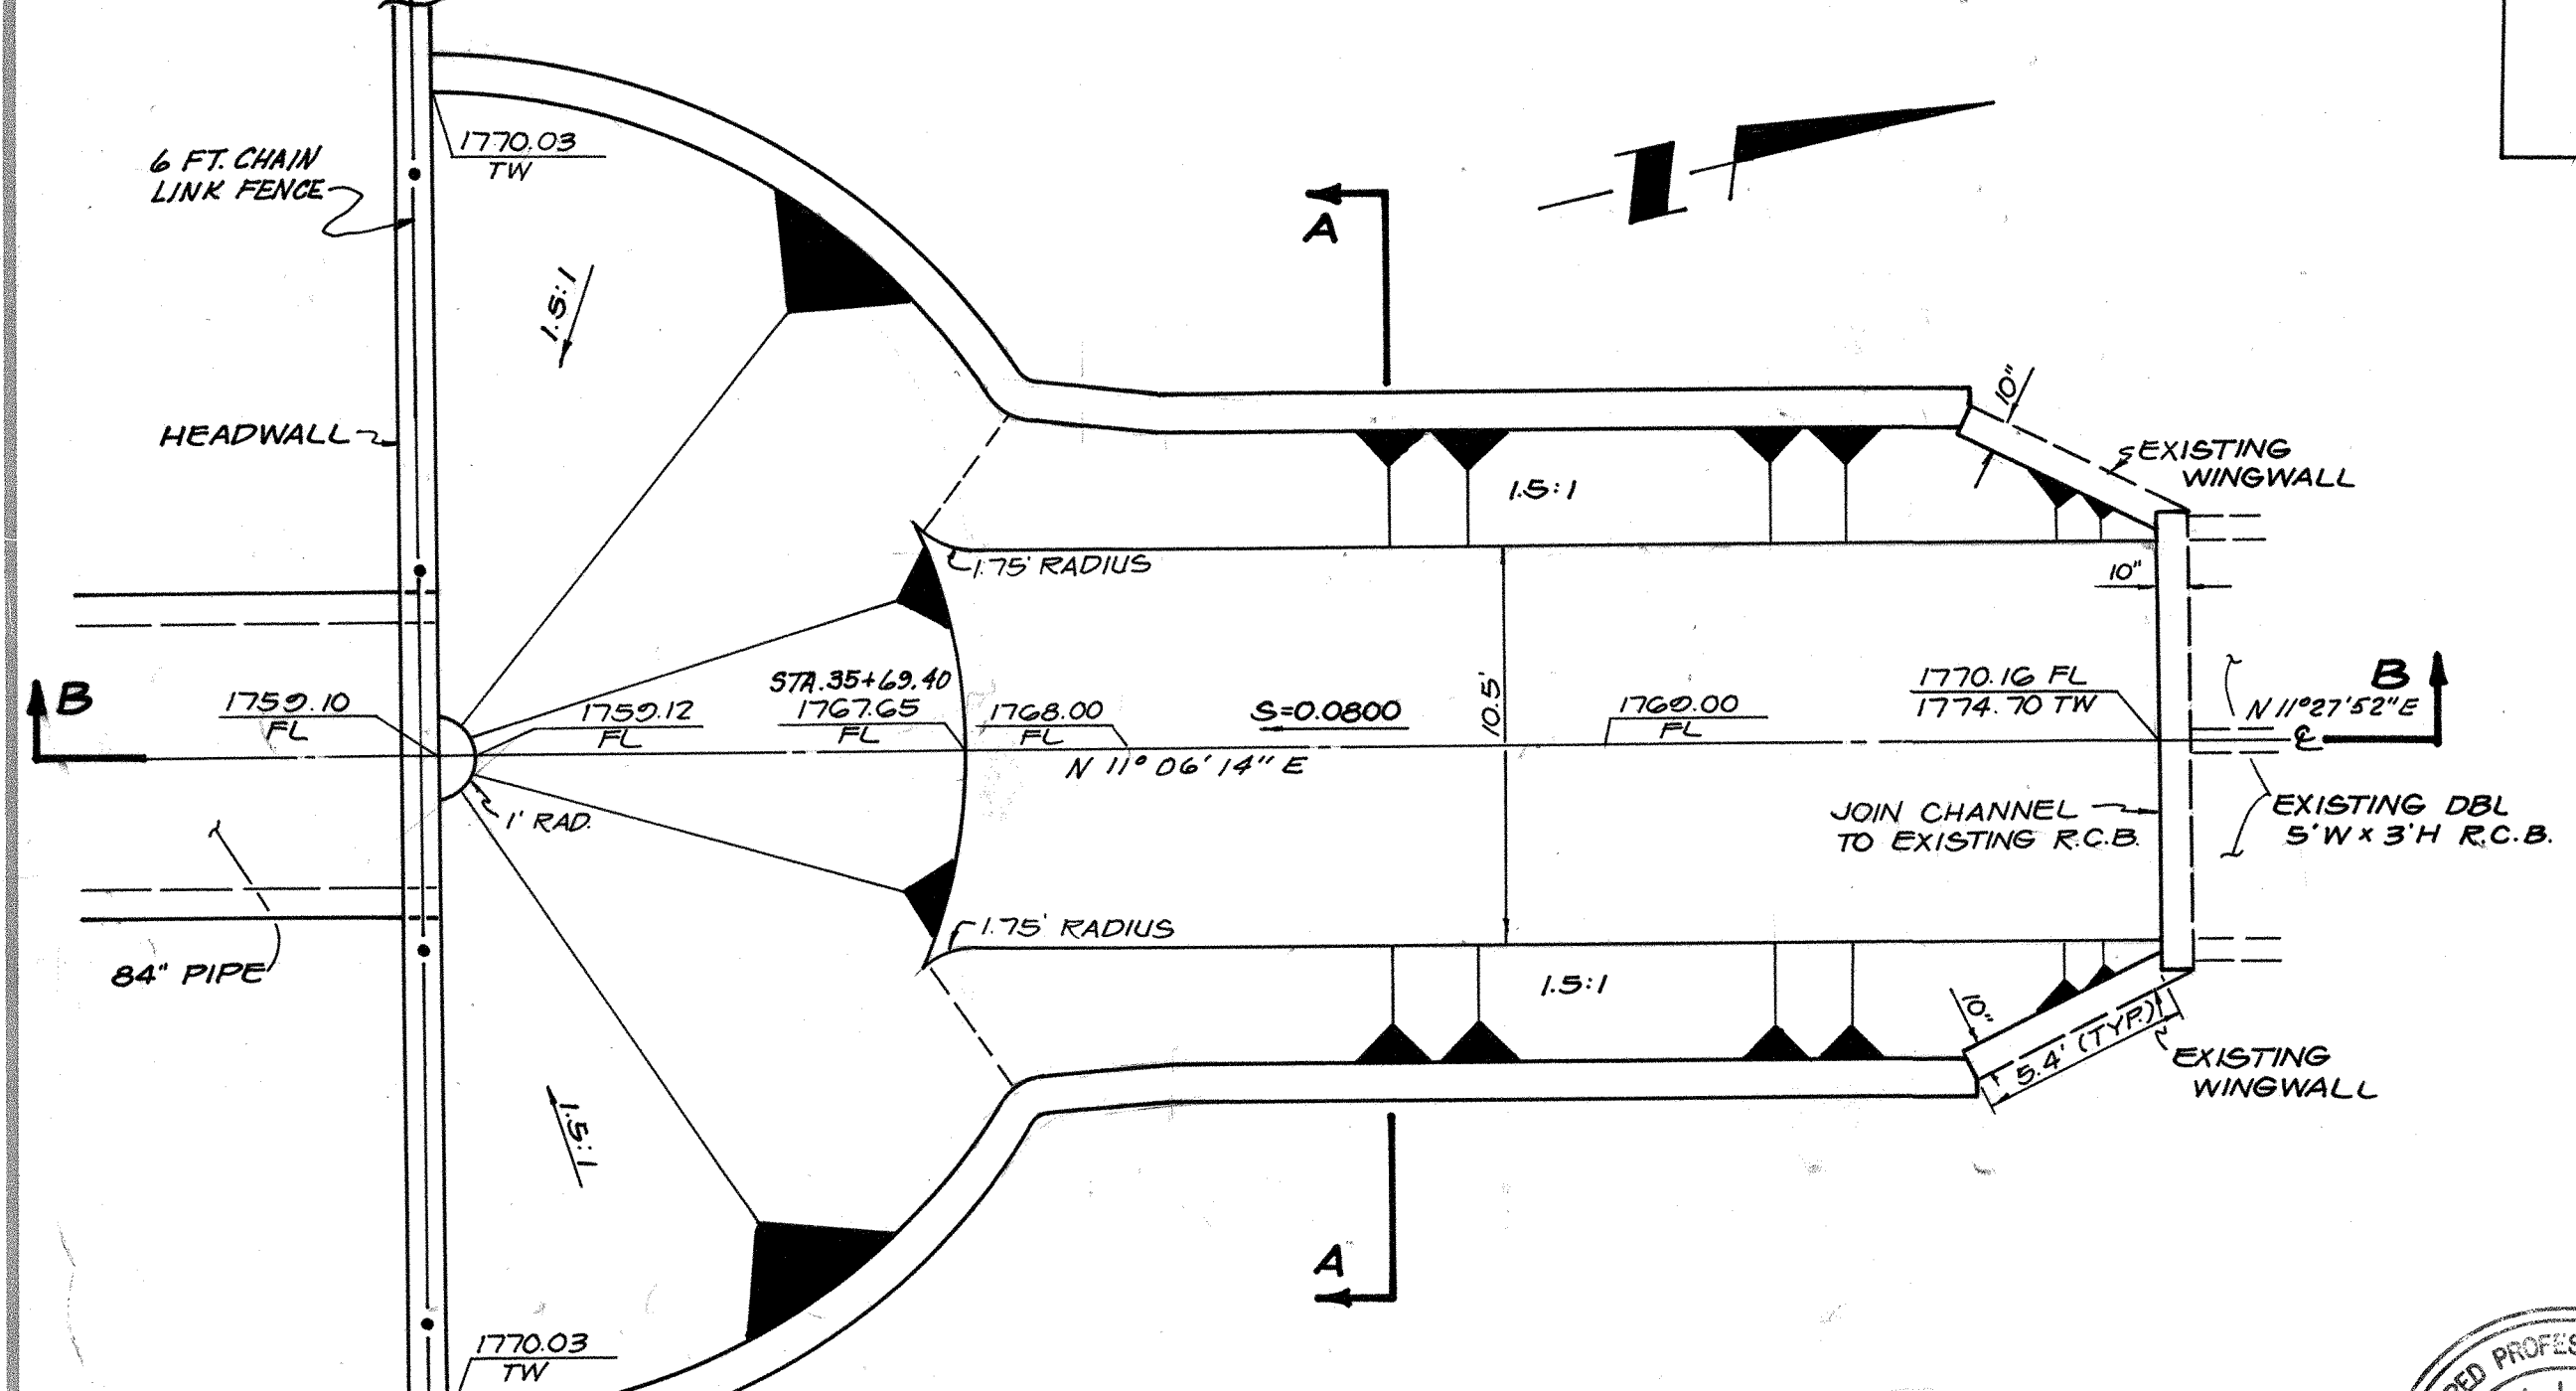 1770.03
TW
6 FT. CHAIN
LINK FENCE
1.5:1
A
10"
HEADWALL
EXISTING
WINGWALL
1.5:1
1.75' RADIUS
10"
B
1759.10
FL
1759.12
FL
STA. 35+69.40
1767.65
FL
1768.00
FL
S=0.0800
10.5'
1769.00
FL
1770.16 FL
1774.70 TW
B
N 11°27'52" E
N 11° 06' 14" E
1' RAD.
JOIN CHANNEL
TO EXISTING R.C.B.
EXISTING DBL
5'W x 3'H R.C.B.
84" PIPE
1.75' RADIUS
1.5:1
10"
5.4' (TYP.)
EXISTING
WINGWALL
1.5:1
A
1770.03
TW